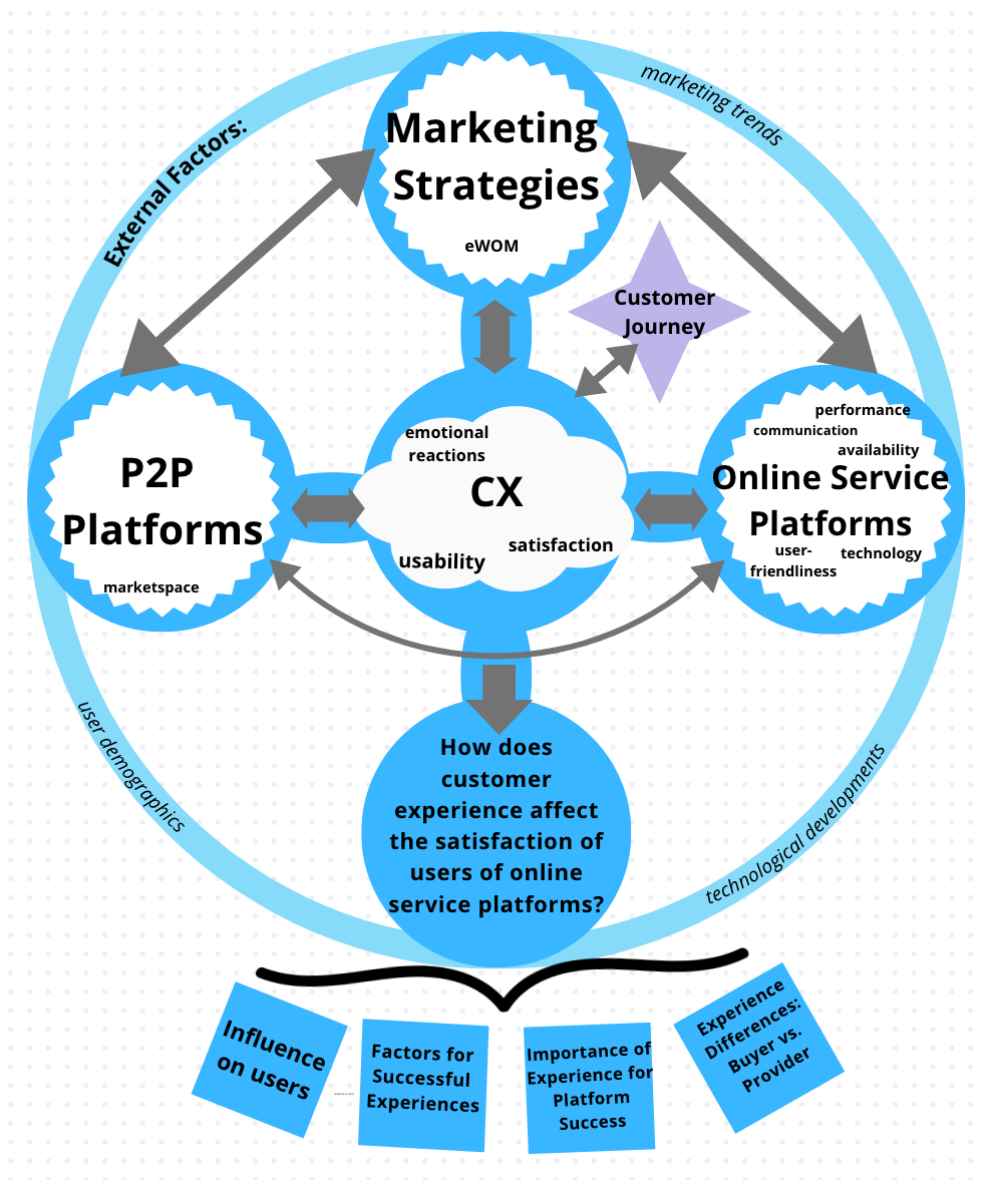 External Factors:
marketing trends
Marketing
Strategies
eWOM
Customer
Journey
P2P
Platforms
marketspace
emotional
reactions
CX
usability
satisfaction
performance
communication
availability
Online Service
Platforms
user-
friendliness
technology
user demographics
technological developments
How does
customer
experience affect
the satisfaction of
users of online
service platforms?
Influence
on users
Factors for
Successful
Experiences
Importance of
Experience for
Platform
Success
Experience
Differences:
Buyer vs.
Provider